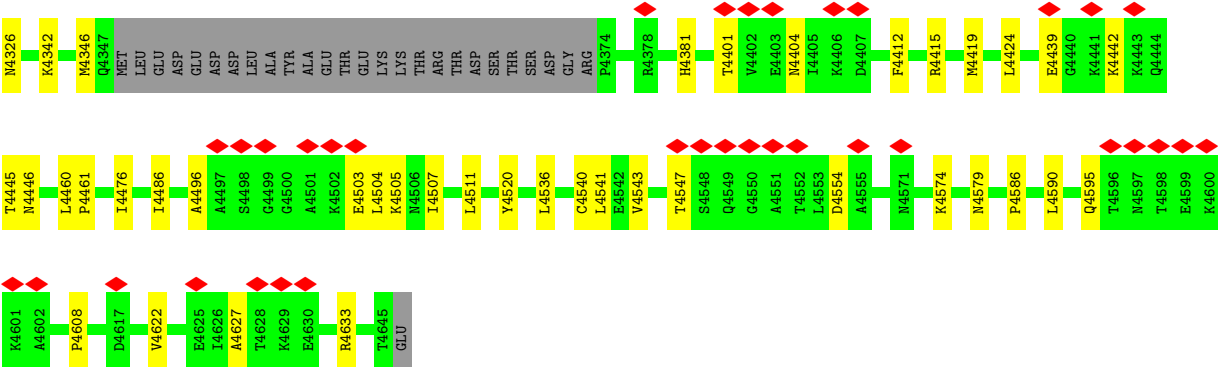 N4326 K4342 M4346 Q4347 MET LEU GLU ASP GLU ASP ASP LEU ALA TYR ALA GLU THR GLU LYS LYS THR ARG THR ASP SER THR SER ASP GLY ARG P4374 R4378 H4381 T4401 V4402 E4403 N4404 I4405 K4406 D4407 F4412 R4415 M4419 L4424 E4439 G4440 K4441 K4442 K4443 Q4444
T4445 N4446 L4460 P4461 I4476 I4486 A4496 A4497 S4498 G4499 G4500 A4501 K4502 E4503 L4504 K4505 N4506 I4507 L4511 Y4520 L4536 C4540 L4541 E4542 V4543 T4547 S4548 Q4549 G4550 A4551 T4552 L4553 D4554 A4555 N4571 K4574 N4579 P4586 L4590 Q4595 T4596 N4597 T4598 E4599 K4600
K4601 A4602 P4608 D4617 V4622 E4625 I4626 A4627 T4628 K4629 E4630 R4633 T4645 GLU